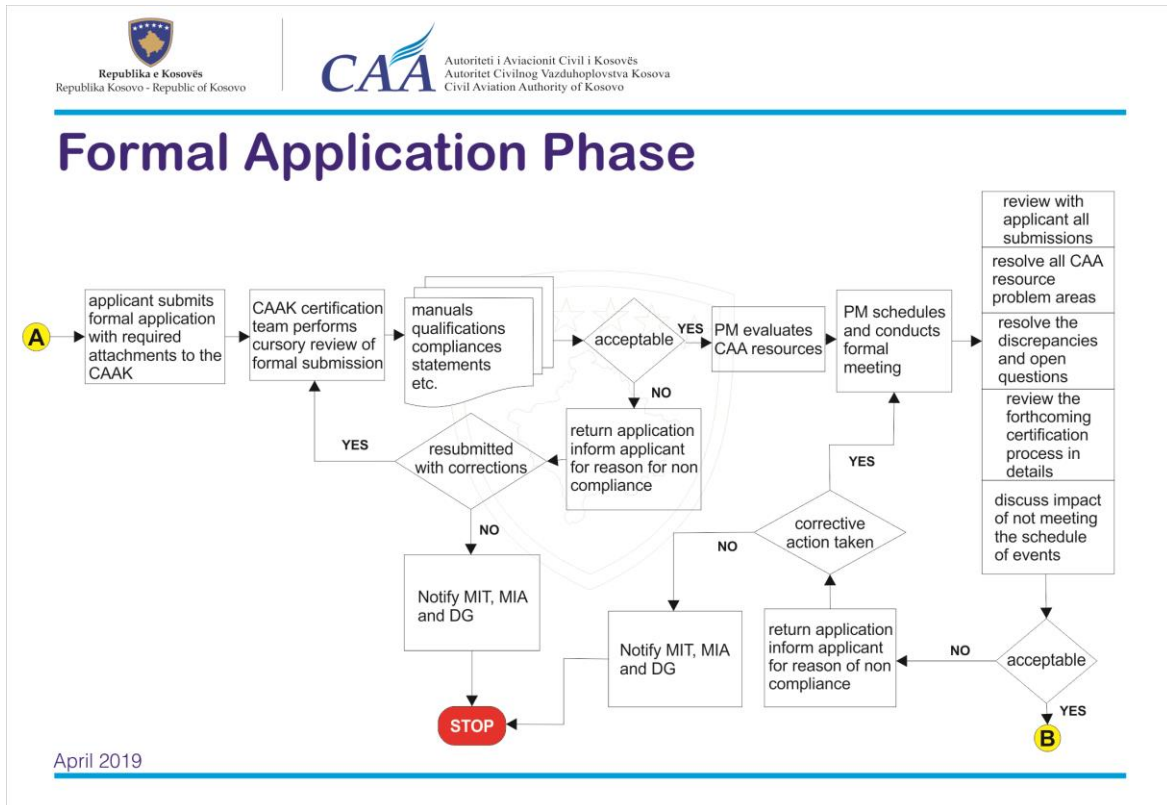 Republika e Kosovës
Republika Kosovo - Republic of Kosovo
CAA
Autoriteti i Aviacionit Civil i Kosovës
Autoritet Civilnog Vazduhoplovstva Kosova
Civil Aviation Authority of Kosovo
Formal Application Phase
A
applicant submits
formal application
with required
attachments to the
CAAK
CAAK certification
team performs
cursory review of
formal submission
manuals
qualifications
compliances
statements
etc.
acceptable
YES
PM evaluates
CAA resources
PM schedules
and conducts
formal
meeting
review with
applicant all
submissions
resolve all CAA
resource
problem areas
resolve the
discrepancies
and open
questions
review the
forthcoming
certification
process in
details
discuss impact
of not meeting
the schedule
of events
NO
return application
inform applicant
for reason for non
compliance
resubmitted
with corrections
YES
NO
Notify MIT, MIA
and DG
STOP
YES
corrective
action taken
NO
Notify MIT, MIA
and DG
return application
inform applicant
for reason of non
compliance
NO
acceptable
YES
B
April 2019